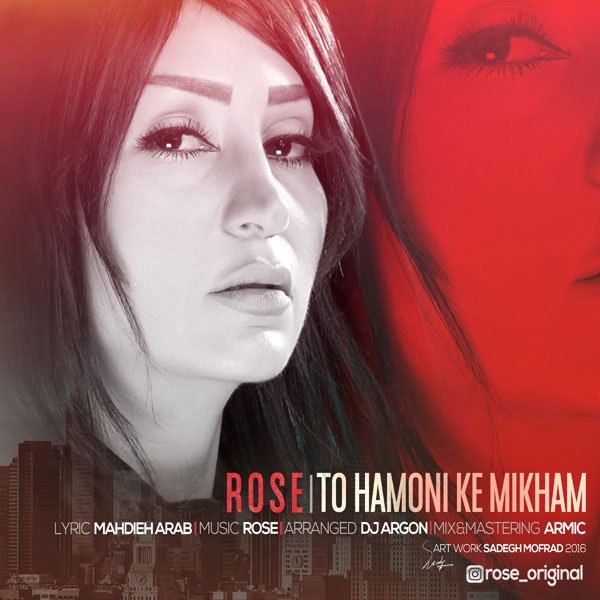 ROSE | TO HAMONI KE MIKHAM
LYRIC MAHDIEH ARAB | MUSIC ROSE | ARRANGED DJ ARGON | MIX&MASTERING ARMIC
ART WORK SADEGH MOFRAD 2016
rose_original